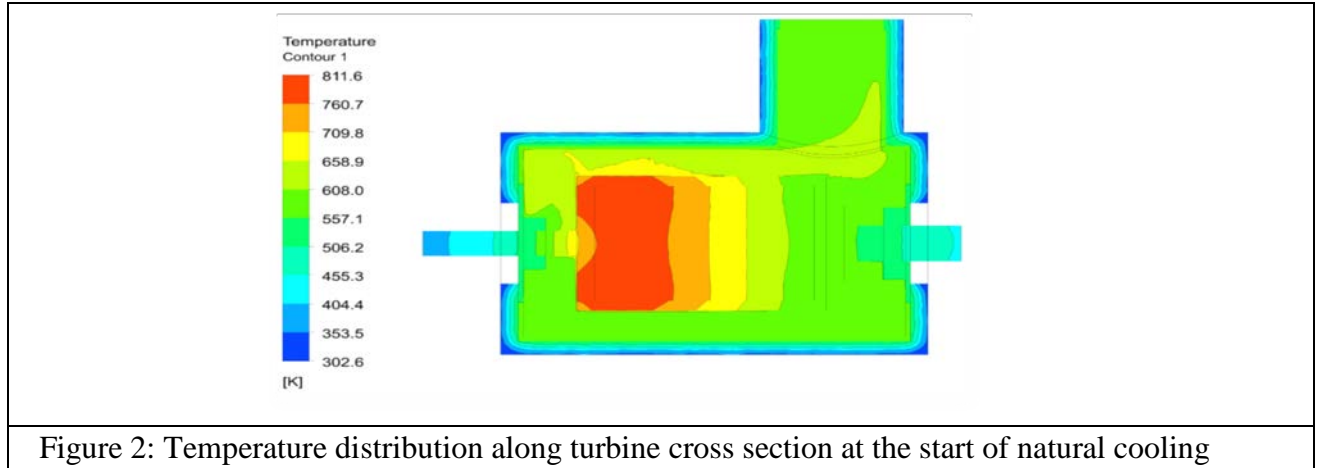 Temperature
Contour 1
811.6
760.7
709.8
658.9
608.0
557.1
506.2
455.3
404.4
353.5
302.6
[K]
Figure 2: Temperature distribution along turbine cross section at the start of natural cooling